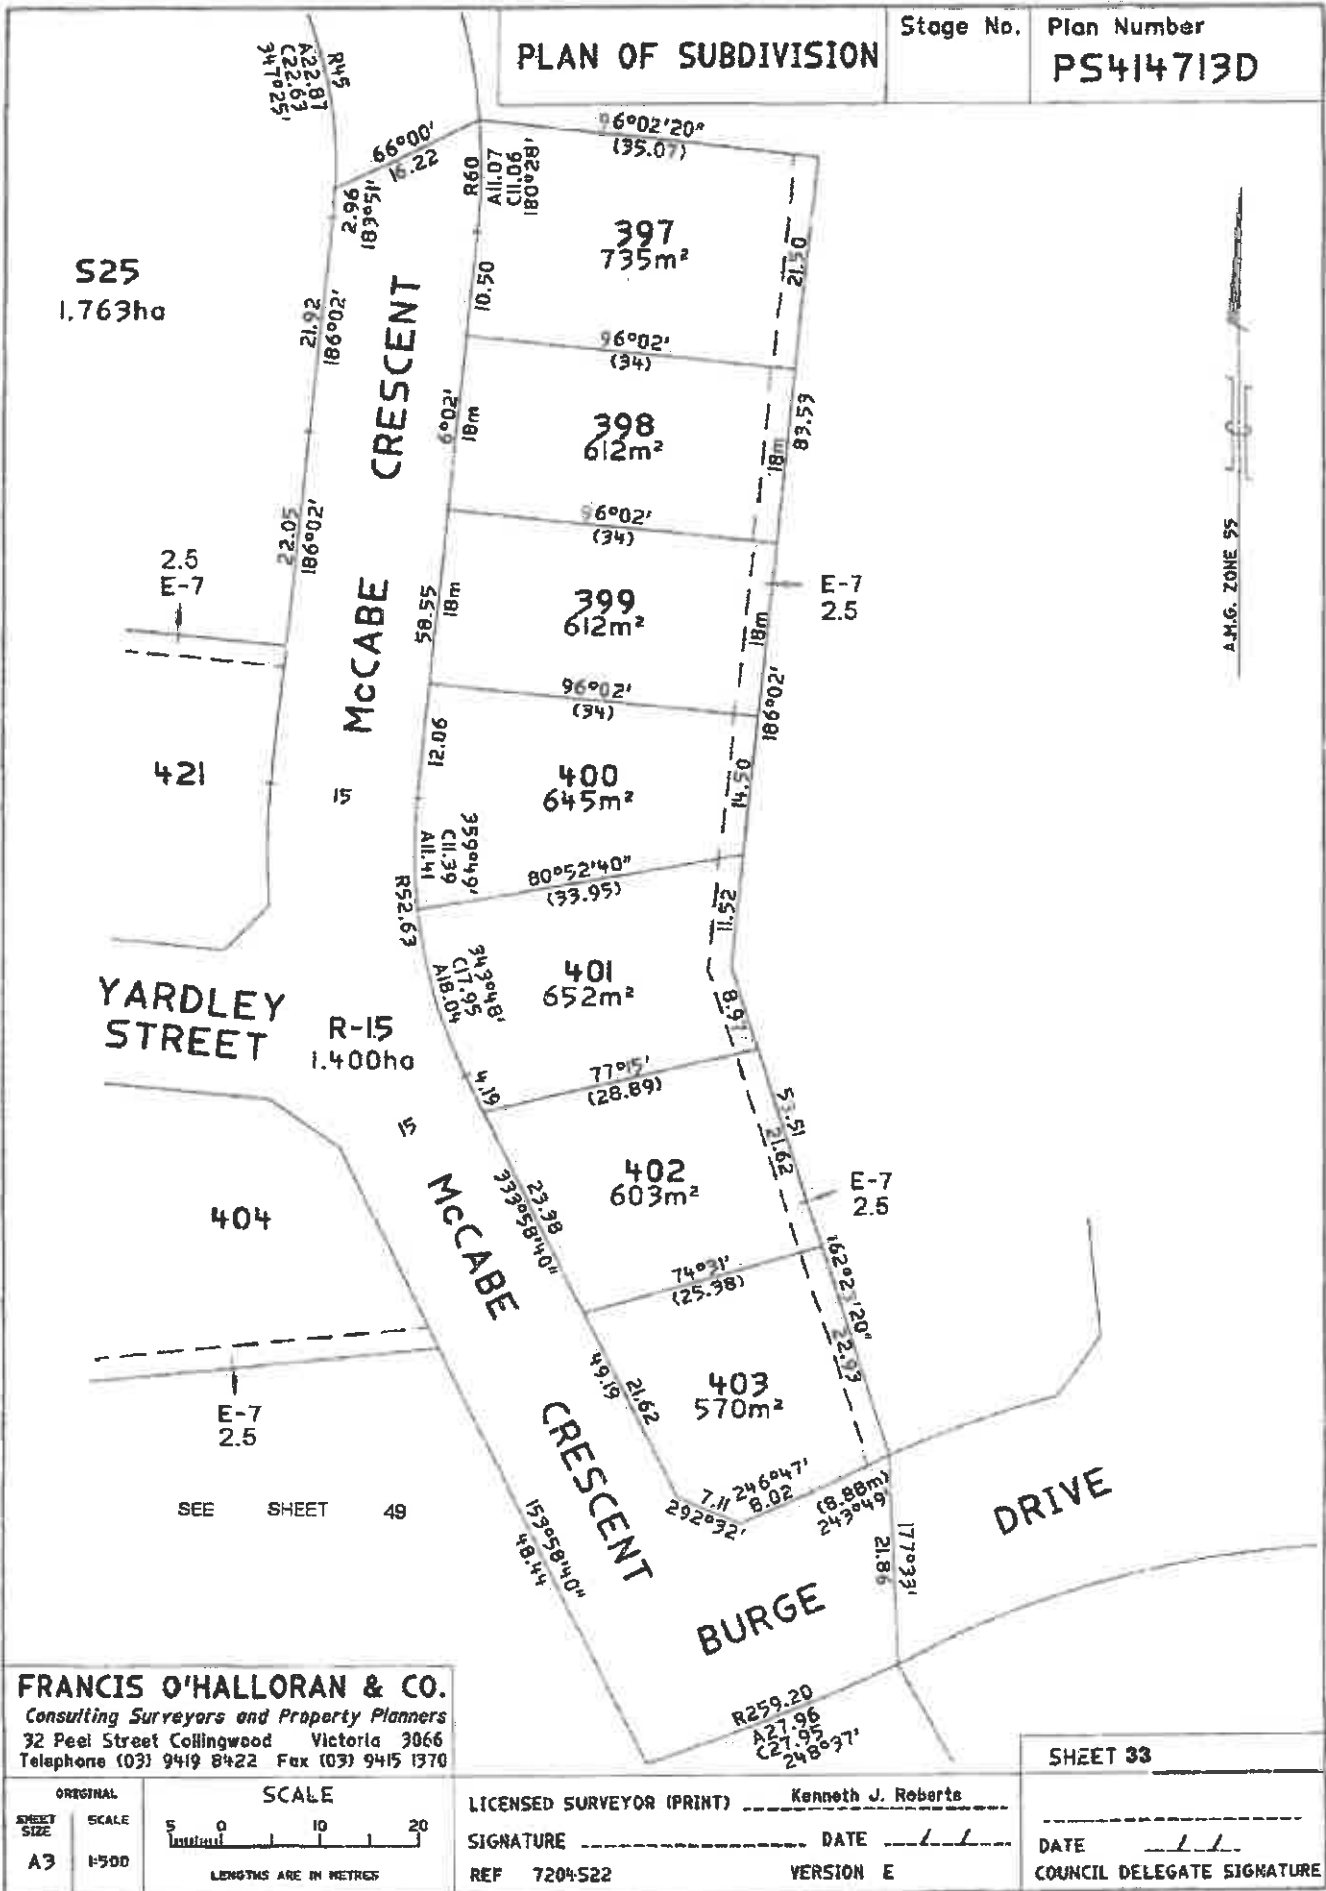 PLAN OF SUBDIVISION
Stage No.
Plan Number
PS414713D
R45
A22.87
C22.63
347°25'
66°00'
16.22
2.96
183°51'
R60
A11.07
C11.06
180°28'
96°02'20"
(35.07)
397
735m²
21.50
S25
1.763ha
21.92
186°02'
McCABE CRESCENT
10.50
96°02'
(34)
6°02'
18m
398
612m²
18m
83.59
96°02'
(34)
22.05
186°02'
2.5
E-7
58.55
18m
399
612m²
18m
E-7
2.5
A.M.G. ZONE 55
96°02'
(34)
186°02'
421
15
12.06
400
645m²
14.50
359°49'
C11.39
A11.41
80°52'40"
(33.95)
R52.63
11.52
401
652m²
343°48'
C17.95
A18.04
8.97
YARDLEY
STREET
R-15
1.400ha
4.19
77°15'
(28.89)
15
53.51
21.62
402
603m²
23.38
333°58'40"
E-7
2.5
404
McCABE CRESCENT
74°31'
(25.38)
162°23'20"
22.93
403
570m²
49.19
21.62
E-7
2.5
7.11
292°32'
246°47'
8.02
(8.88m)
243°49'
SEE SHEET 49
153°58'40"
48.44
177°33'
21.86
BURGE DRIVE
R259.20
A27.96
C27.95
248°37'
FRANCIS O'HALLORAN & CO.
Consulting Surveyors and Property Planners
32 Peel Street Collingwood Victoria 3066
Telephone (03) 9419 8422 Fax (03) 9415 1370
SHEET 33
ORIGINAL
SHEET SIZE
SCALE
A3
1:500
SCALE
5 0 10 20
LENGTHS ARE IN METRES
LICENSED SURVEYOR (PRINT) Kenneth J. Roberts
SIGNATURE DATE / /
REF 7204S22 VERSION E
DATE / /
COUNCIL DELEGATE SIGNATURE